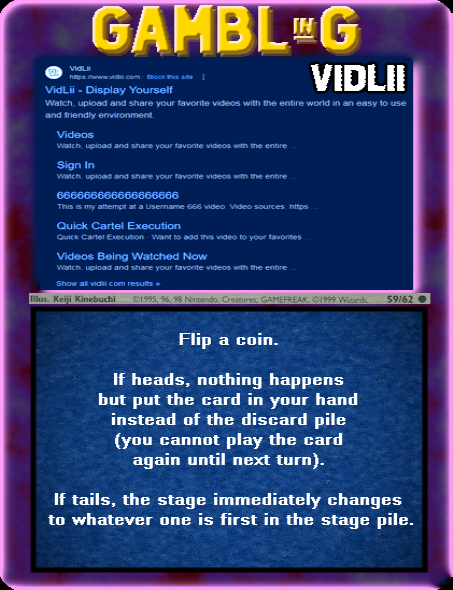 GAMBLING
VIDLII
VidLii
https://www.vidlii.com · Block this site
VidLii - Display Yourself
Watch, upload and share your favorite videos with the entire world in an easy to use
and friendly environment.
Videos
Watch, upload and share your favorite videos with the entire ...
Sign In
Watch, upload and share your favorite videos with the entire ...
666666666666666666
This is my attempt at a Username 666 video. Video sources: https ...
Quick Cartel Execution
Quick Cartel Execution · Want to add this video to your favorites ...
Videos Being Watched Now
Watch, upload and share your favorite videos with the entire ...
Show all vidlii.com results »
Illus. Keiji Kinebuchi ©1995, 96, 98 Nintendo, Creatures, GAMEFREAK. ©1999 Wizards. 59/62
Flip a coin.
If heads, nothing happens
but put the card in your hand
instead of the discard pile
(you cannot play the card
again until next turn).
If tails, the stage immediately changes
to whatever one is first in the stage pile.